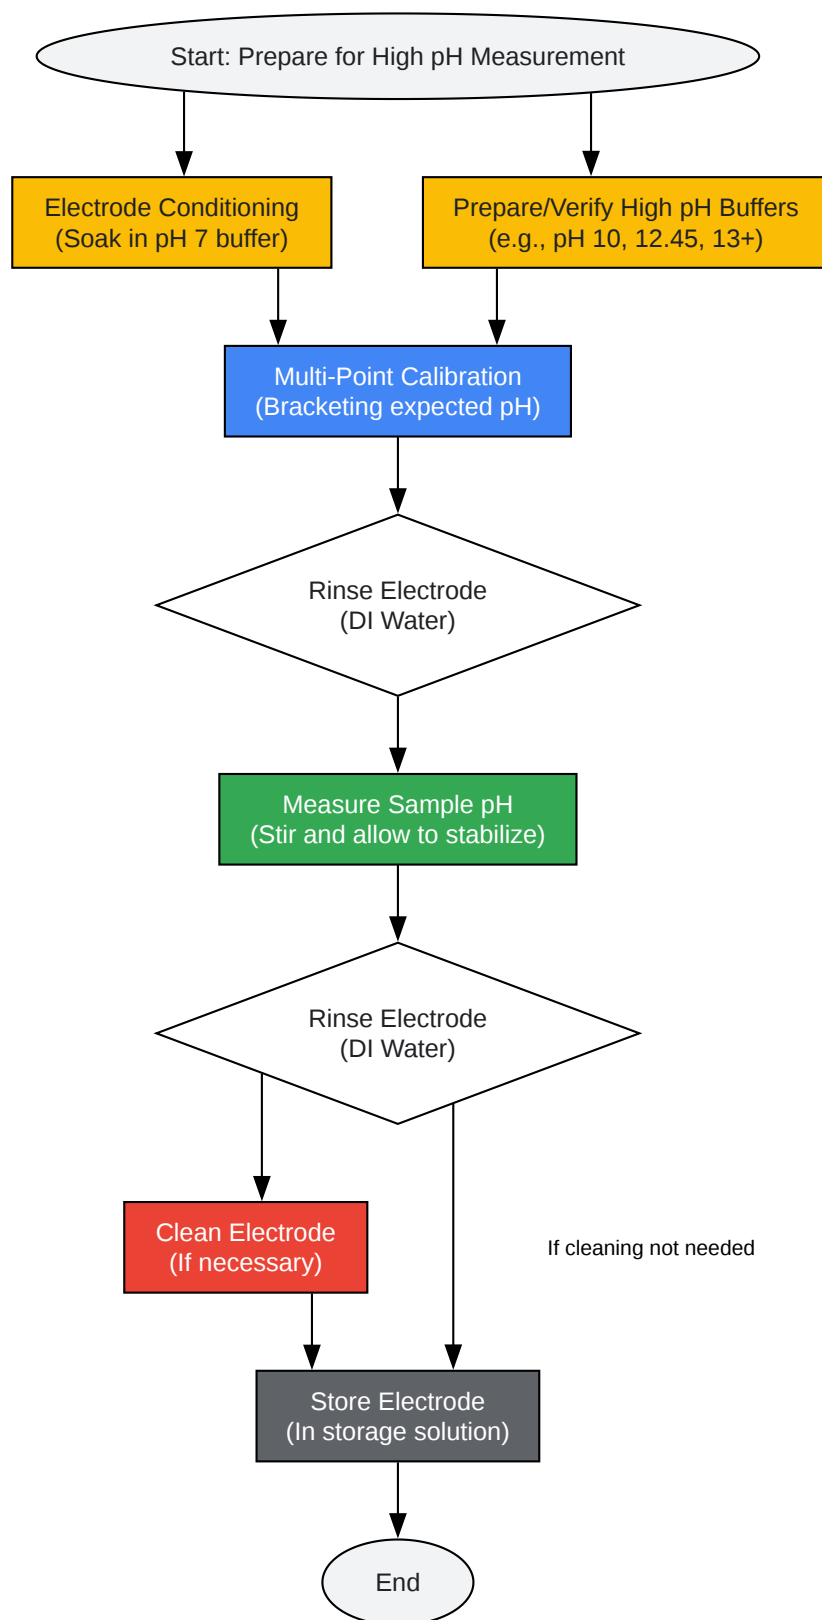 Start: Prepare for High pH Measurement
Electrode Conditioning
(Soak in pH 7 buffer)
Prepare/Verify High pH Buffers
(e.g., pH 10, 12.45, 13+)
Multi-Point Calibration
(Bracketing expected pH)
Rinse Electrode
(DI Water)
Measure Sample pH
(Stir and allow to stabilize)
Rinse Electrode
(DI Water)
Clean Electrode
(If necessary)
If cleaning not needed
Store Electrode
(In storage solution)
End